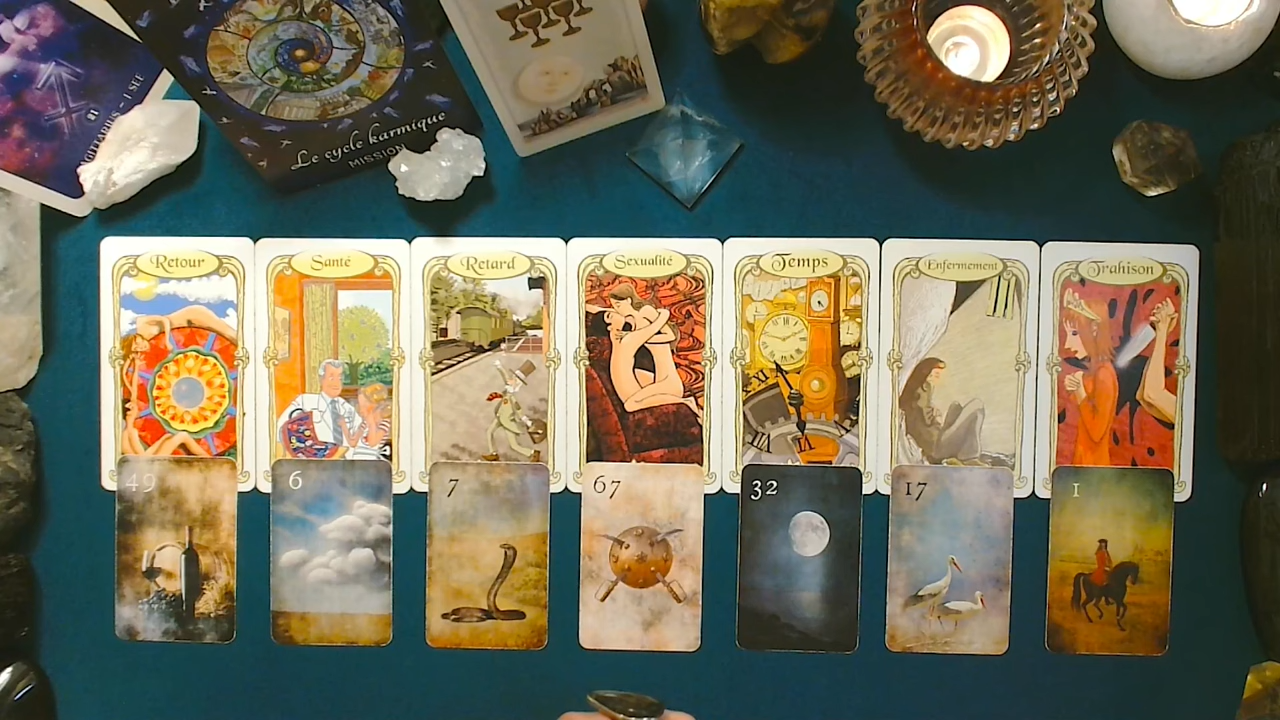 #1
SAGITTARIUS ~ I SEE
Le cycle karmique
MISSION
Retour
Santé
Retard
Sexualité
Temps
Enfermement
Trahison
49
6
7
67
32
17
1